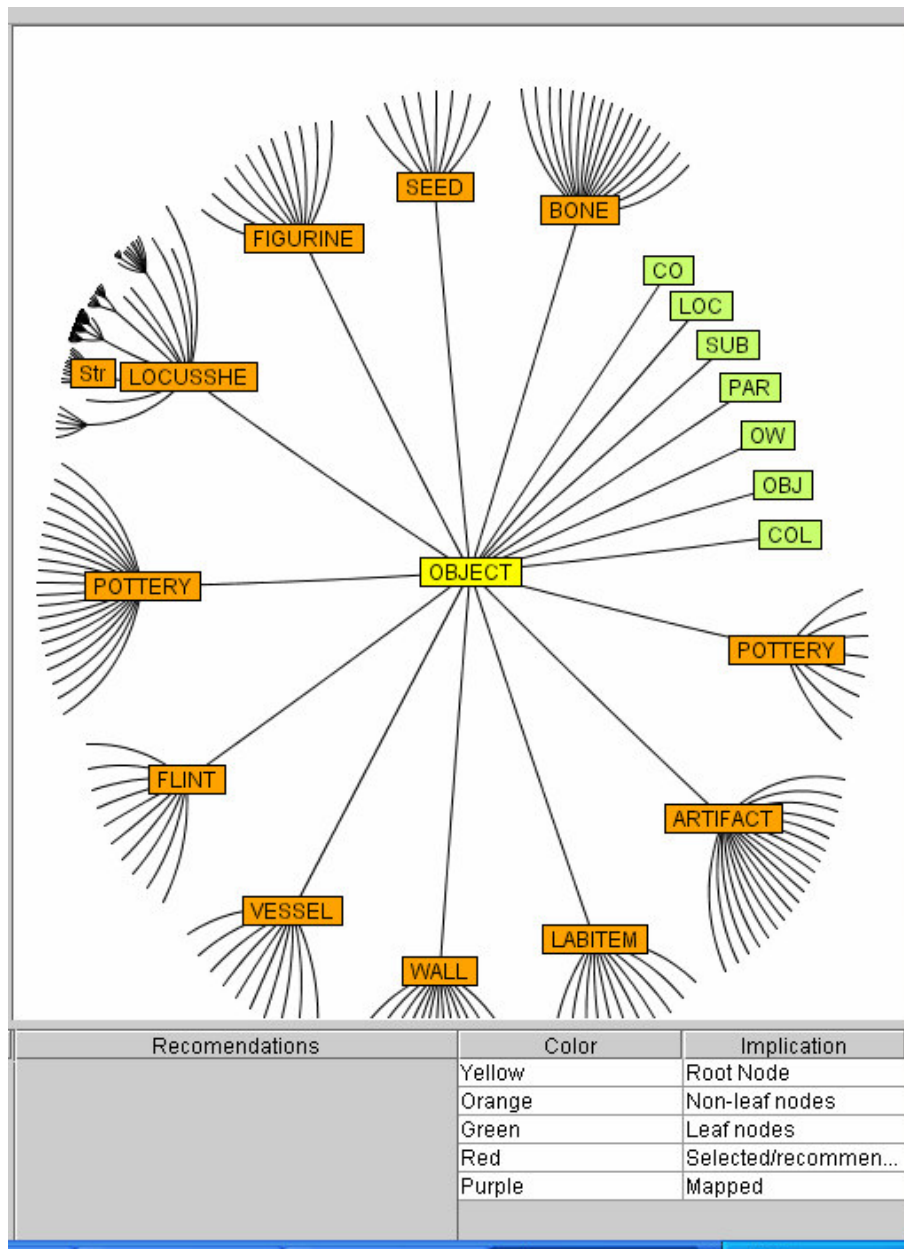 SEED
BONE
FIGURINE
CO
LOC
SUB
Str
LOCUSSHE
PAR
OW
OBJ
COL
OBJECT
POTTERY
POTTERY
FLINT
ARTIFACT
VESSEL
LABITEM
WALL
Recomendations Color Implication
Yellow Root Node
Orange Non-leaf nodes
Green Leaf nodes
Red Selected/recommen...
Purple Mapped